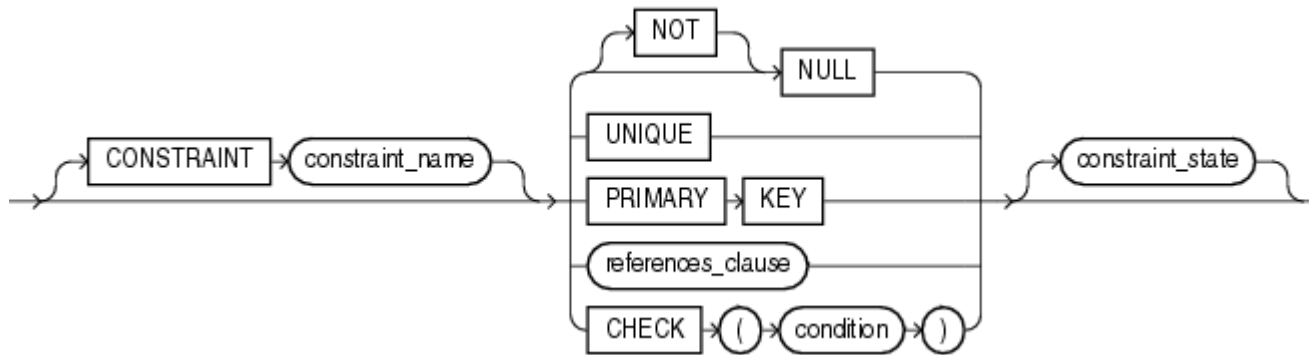 NOT
NULL
UNIQUE
CONSTRAINT constraint_name
constraint_state
PRIMARY KEY
references_clause
CHECK ( condition )